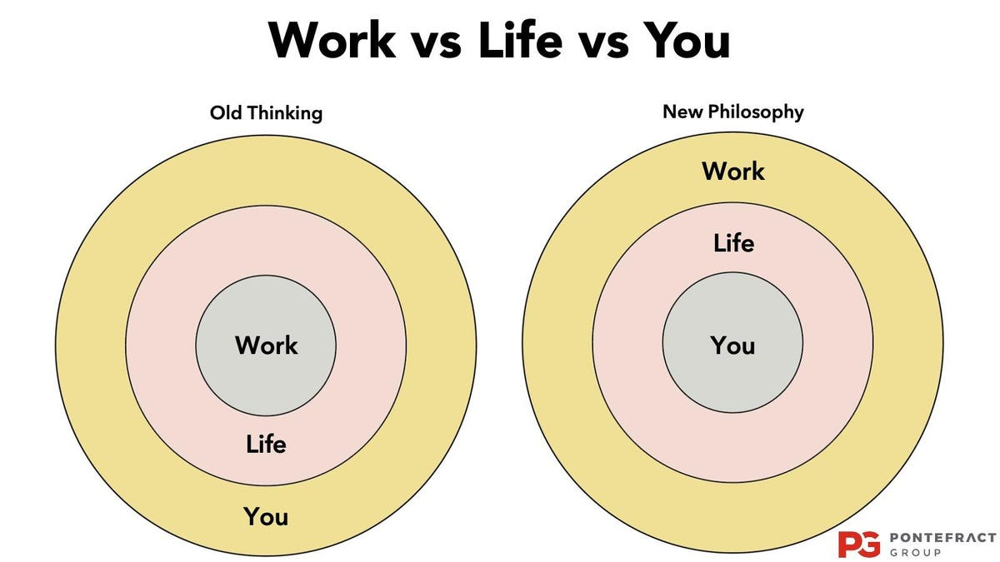 Work vs Life vs You
Old Thinking
Work
Life
You
New Philosophy
Work
Life
You
PG PONTEFRACT
GROUP